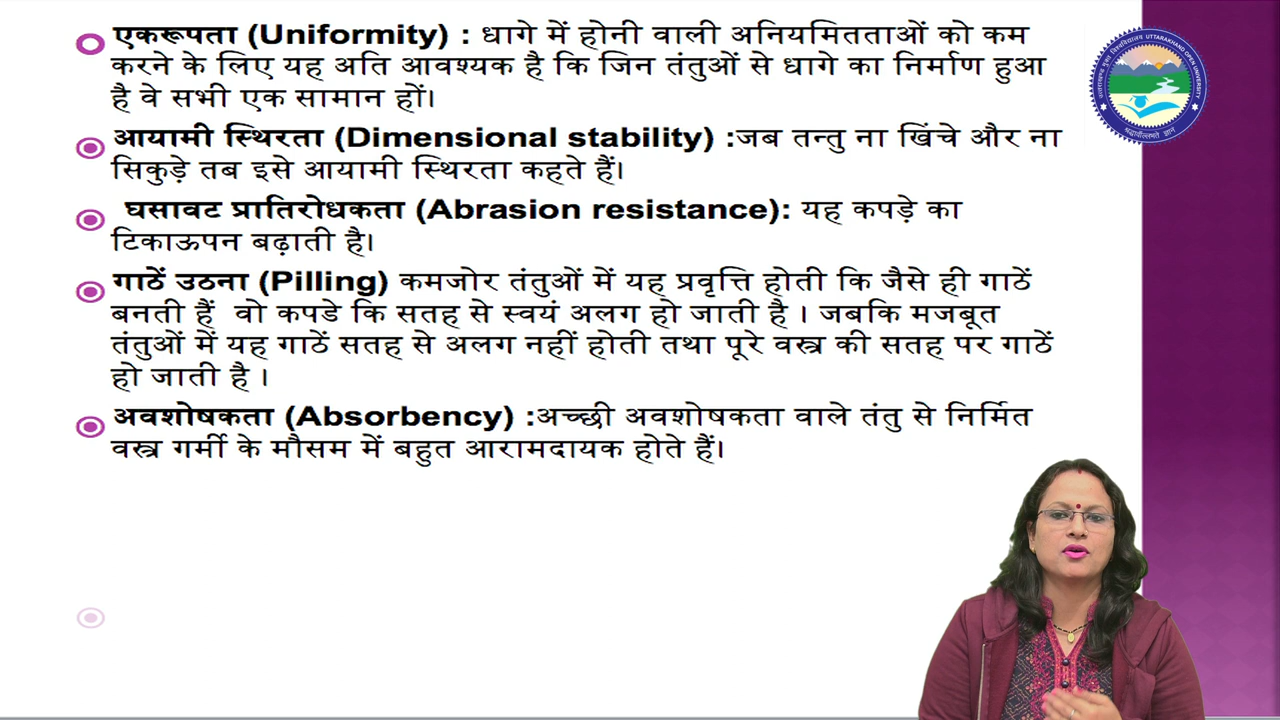 एकरूपता (Uniformity) : धागे में होनी वाली अनियमितताओं को कम
करने के लिए यह अति आवश्यक है कि जिन तंतुओं से धागे का निर्माण हुआ
है वे सभी एक सामान हों।
आयामी स्थिरता (Dimensional stability) :जब तन्तु ना खिंचे और ना
सिकुड़े तब इसे आयामी स्थिरता कहते हैं।
घसावट प्रातिरोधकता (Abrasion resistance): यह कपड़े का
टिकाऊपन बढ़ाती है।
गाठें उठना (Pilling) कमजोर तंतुओं में यह प्रवृत्ति होती कि जैसे ही गाठें
बनती हैं वो कपडे कि सतह से स्वयं अलग हो जाती है । जबकि मजबूत
तंतुओं में यह गाठें सतह से अलग नहीं होती तथा पूरे वस्त्र की सतह पर गाठें
हो जाती है ।
अवशोषकता (Absorbency) :अच्छी अवशोषकता वाले तंतु से निर्मित
वस्त्र गर्मी के मौसम में बहुत आरामदायक होते हैं।
UTTARAKHAND OPEN UNIVERSITY